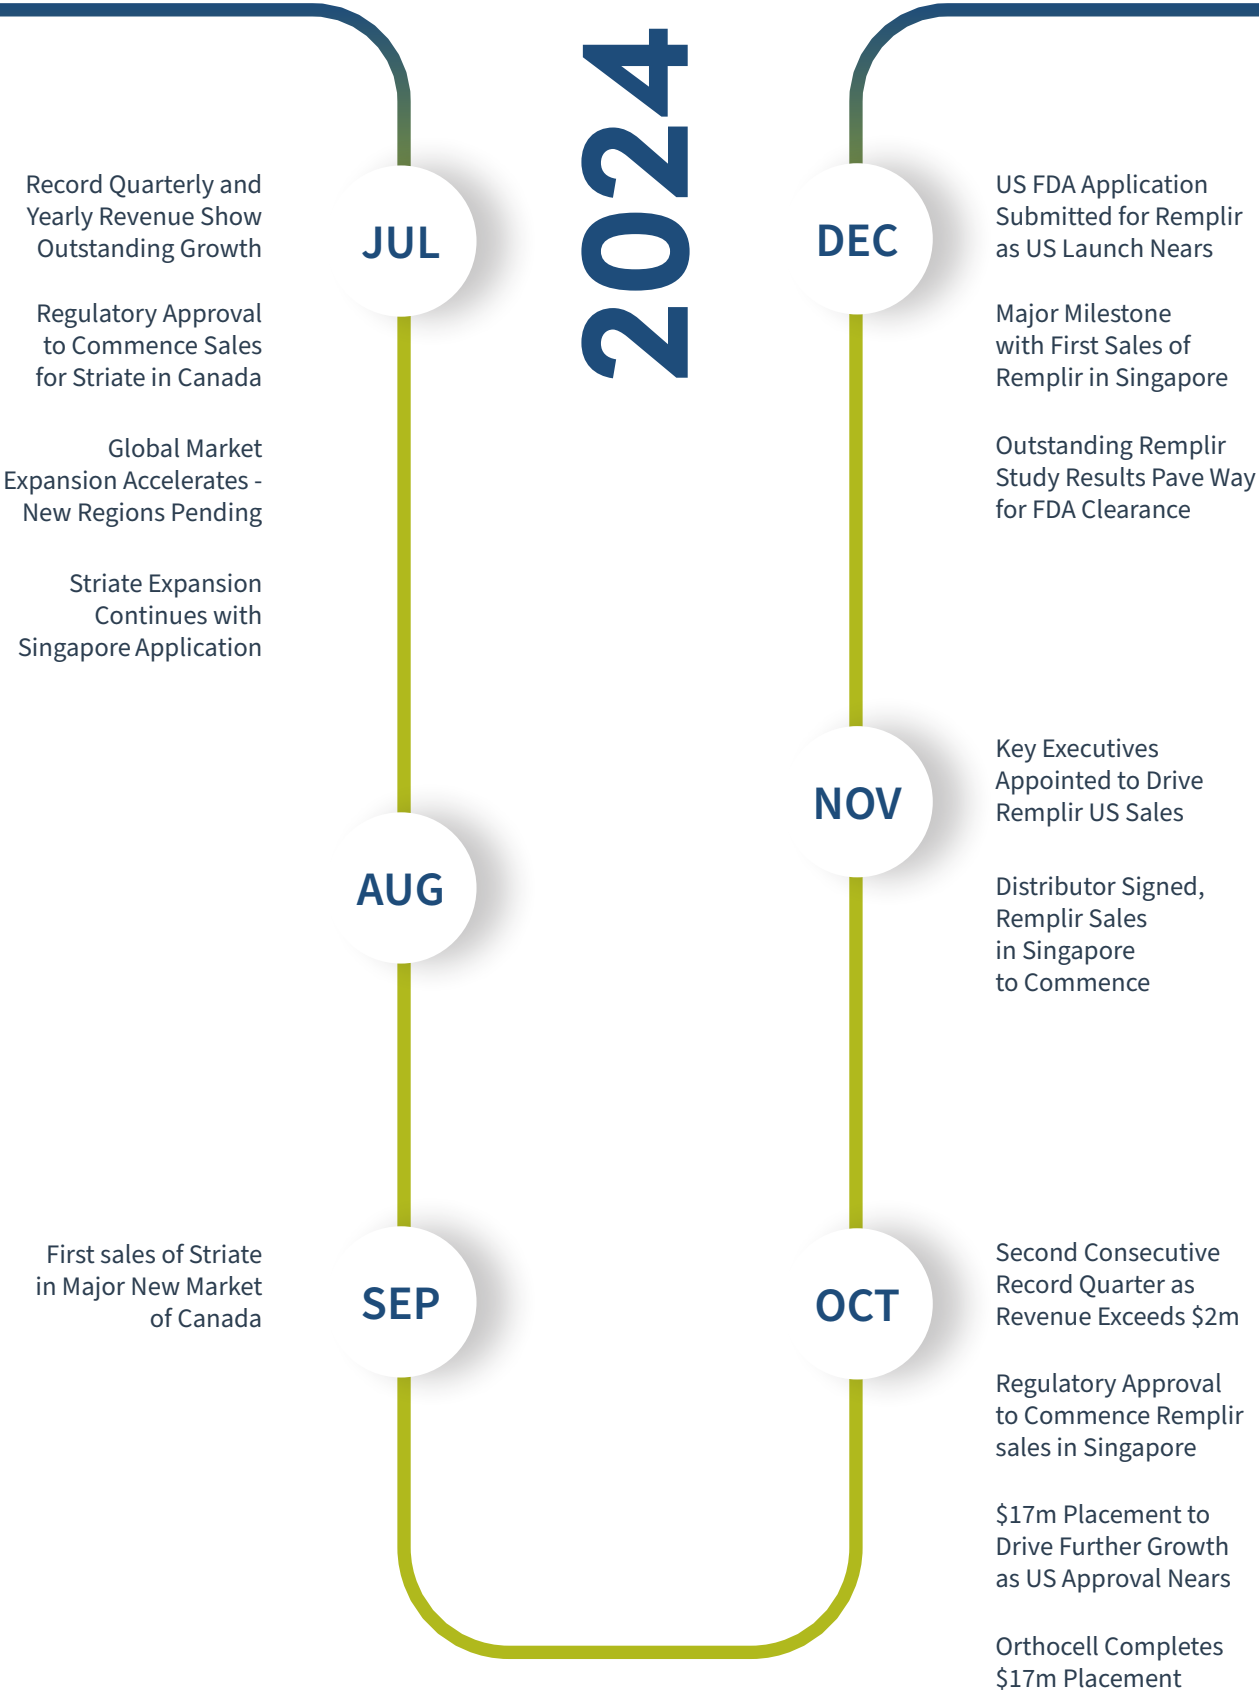 2024
JUL
Record Quarterly and
Yearly Revenue Show
Outstanding Growth
Regulatory Approval
to Commence Sales
for Striate in Canada
Global Market
Expansion Accelerates -
New Regions Pending
Striate Expansion
Continues with
Singapore Application
AUG
SEP
First sales of Striate
in Major New Market
of Canada
OCT
Second Consecutive
Record Quarter as
Revenue Exceeds $2m
Regulatory Approval
to Commence Remplir
sales in Singapore
$17m Placement to
Drive Further Growth
as US Approval Nears
Orthocell Completes
$17m Placement
NOV
Key Executives
Appointed to Drive
Remplir US Sales
Distributor Signed,
Remplir Sales
in Singapore
to Commence
DEC
US FDA Application
Submitted for Remplir
as US Launch Nears
Major Milestone
with First Sales of
Remplir in Singapore
Outstanding Remplir
Study Results Pave Way
for FDA Clearance